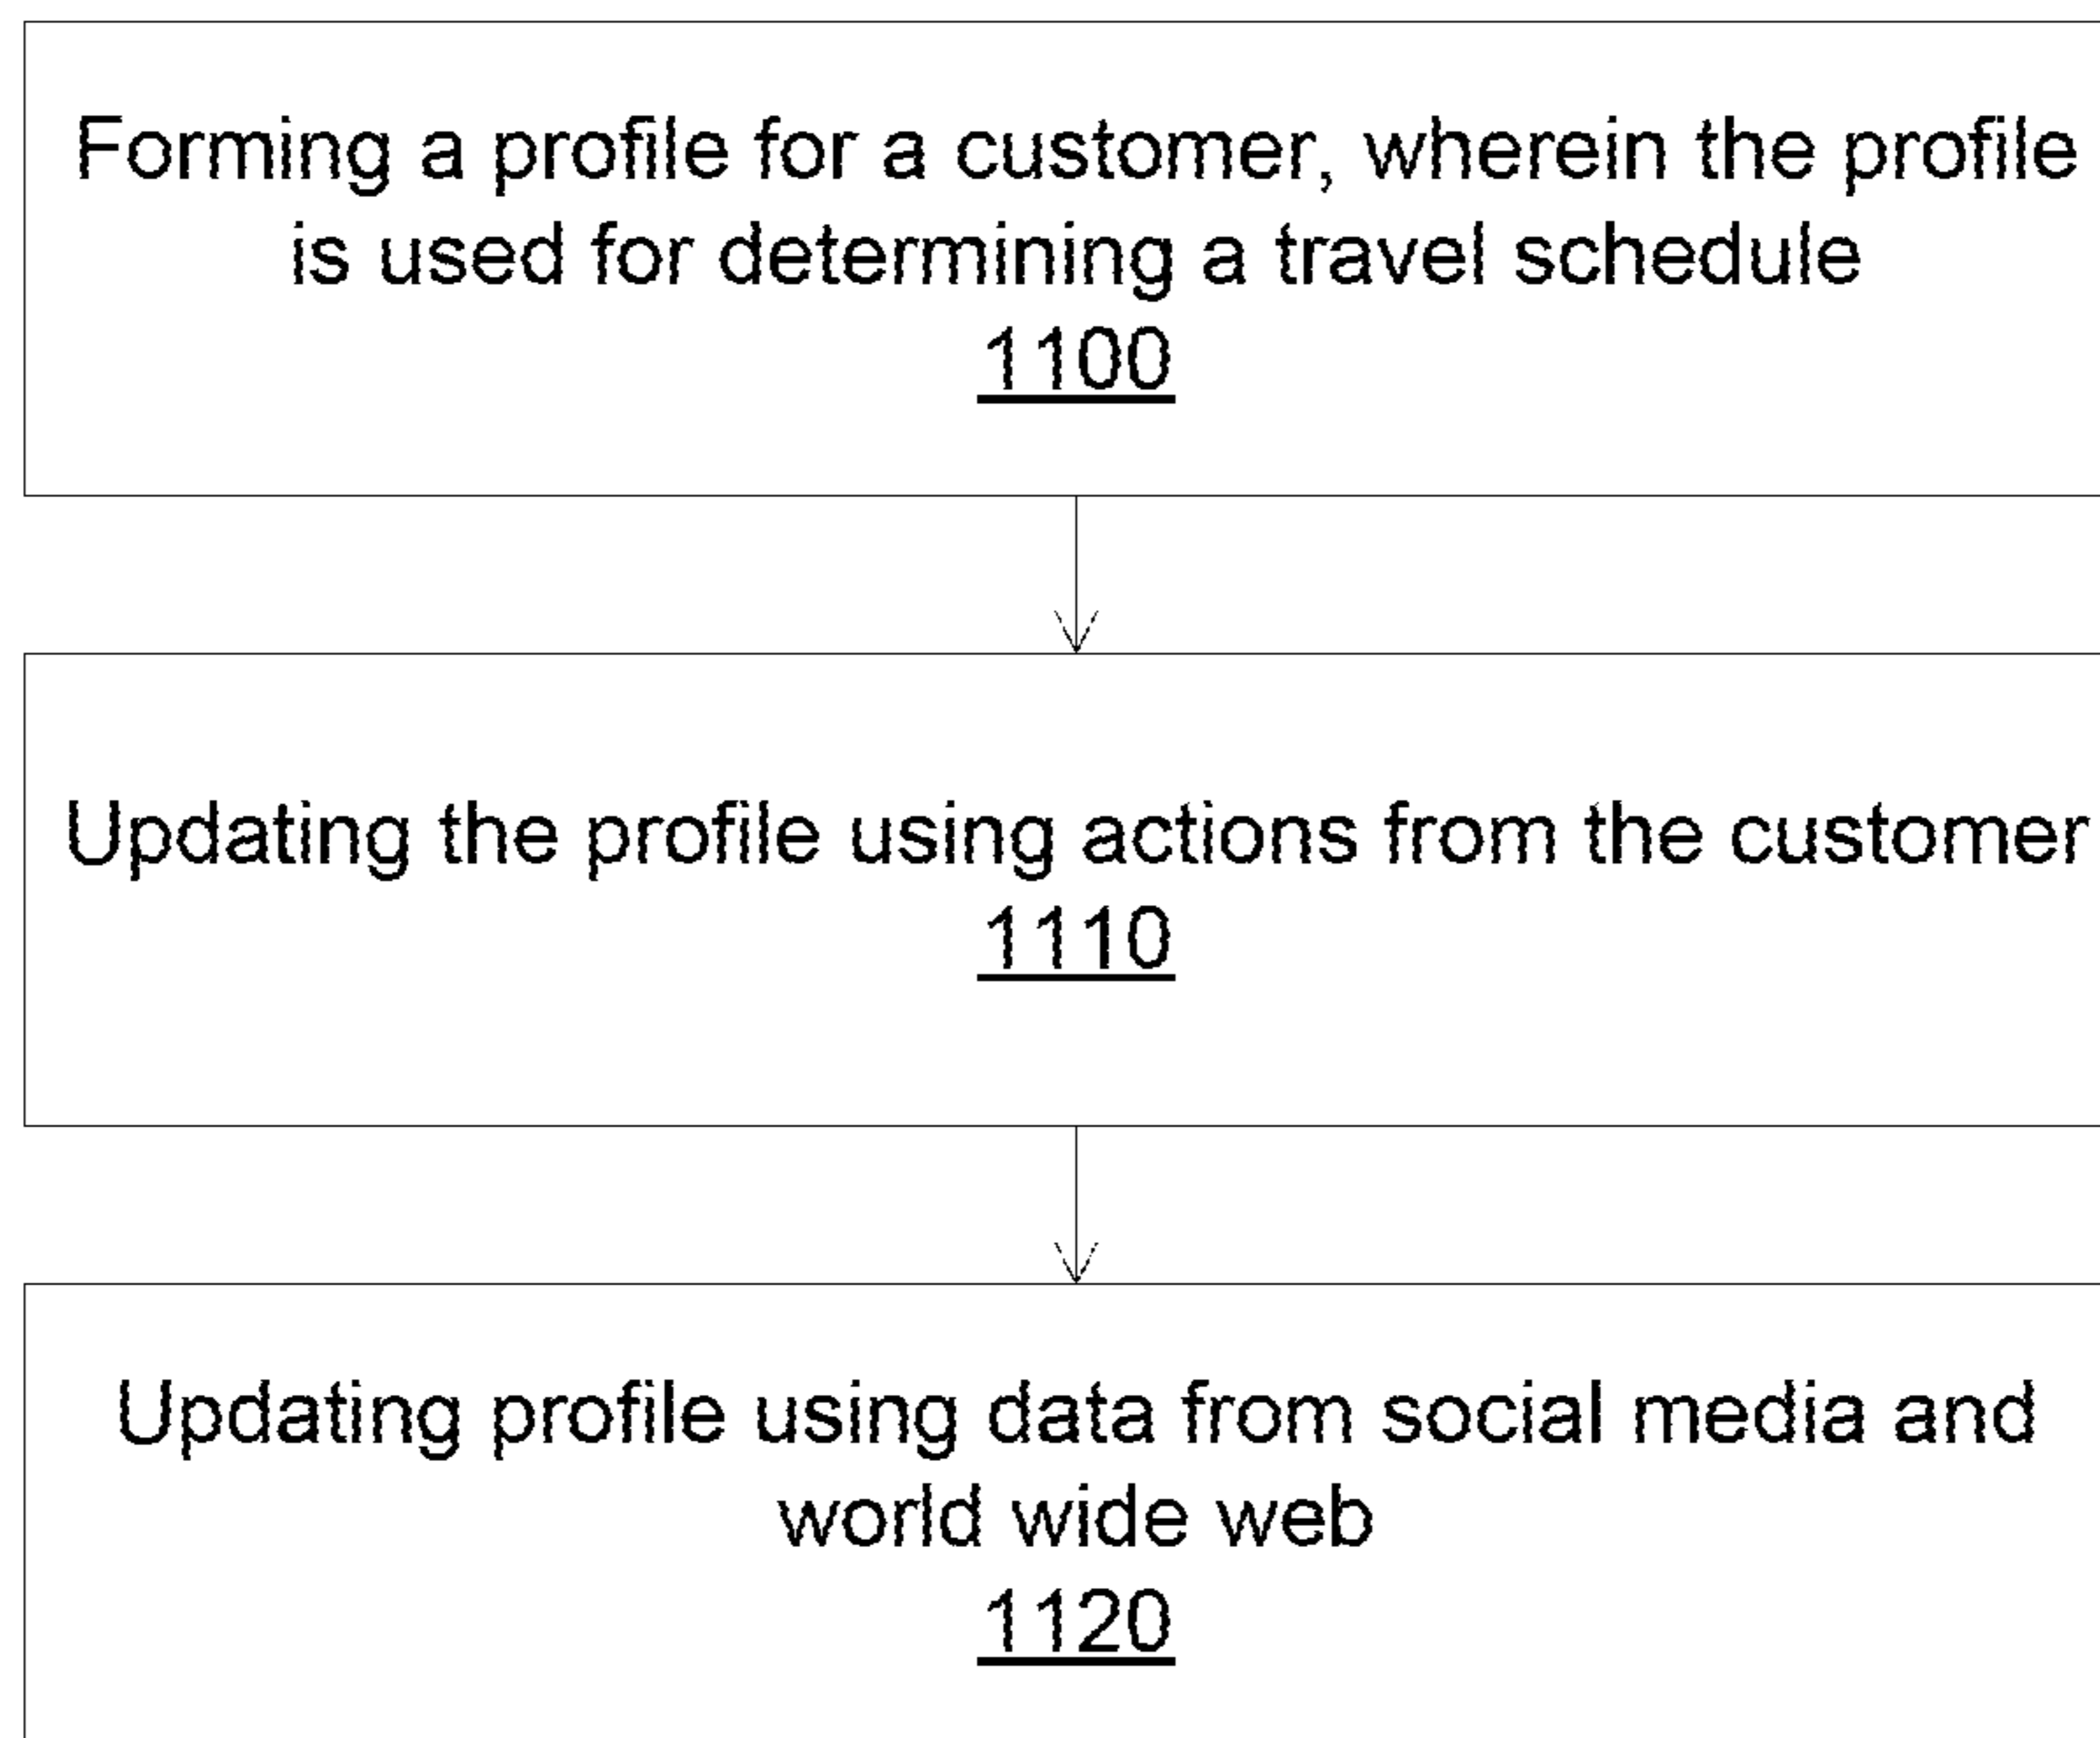 Forming a profile for a customer, wherein the profile
is used for determining a travel schedule
1100
Updating the profile using actions from the customer
1110
Updating profile using data from social media and
world wide web
1120